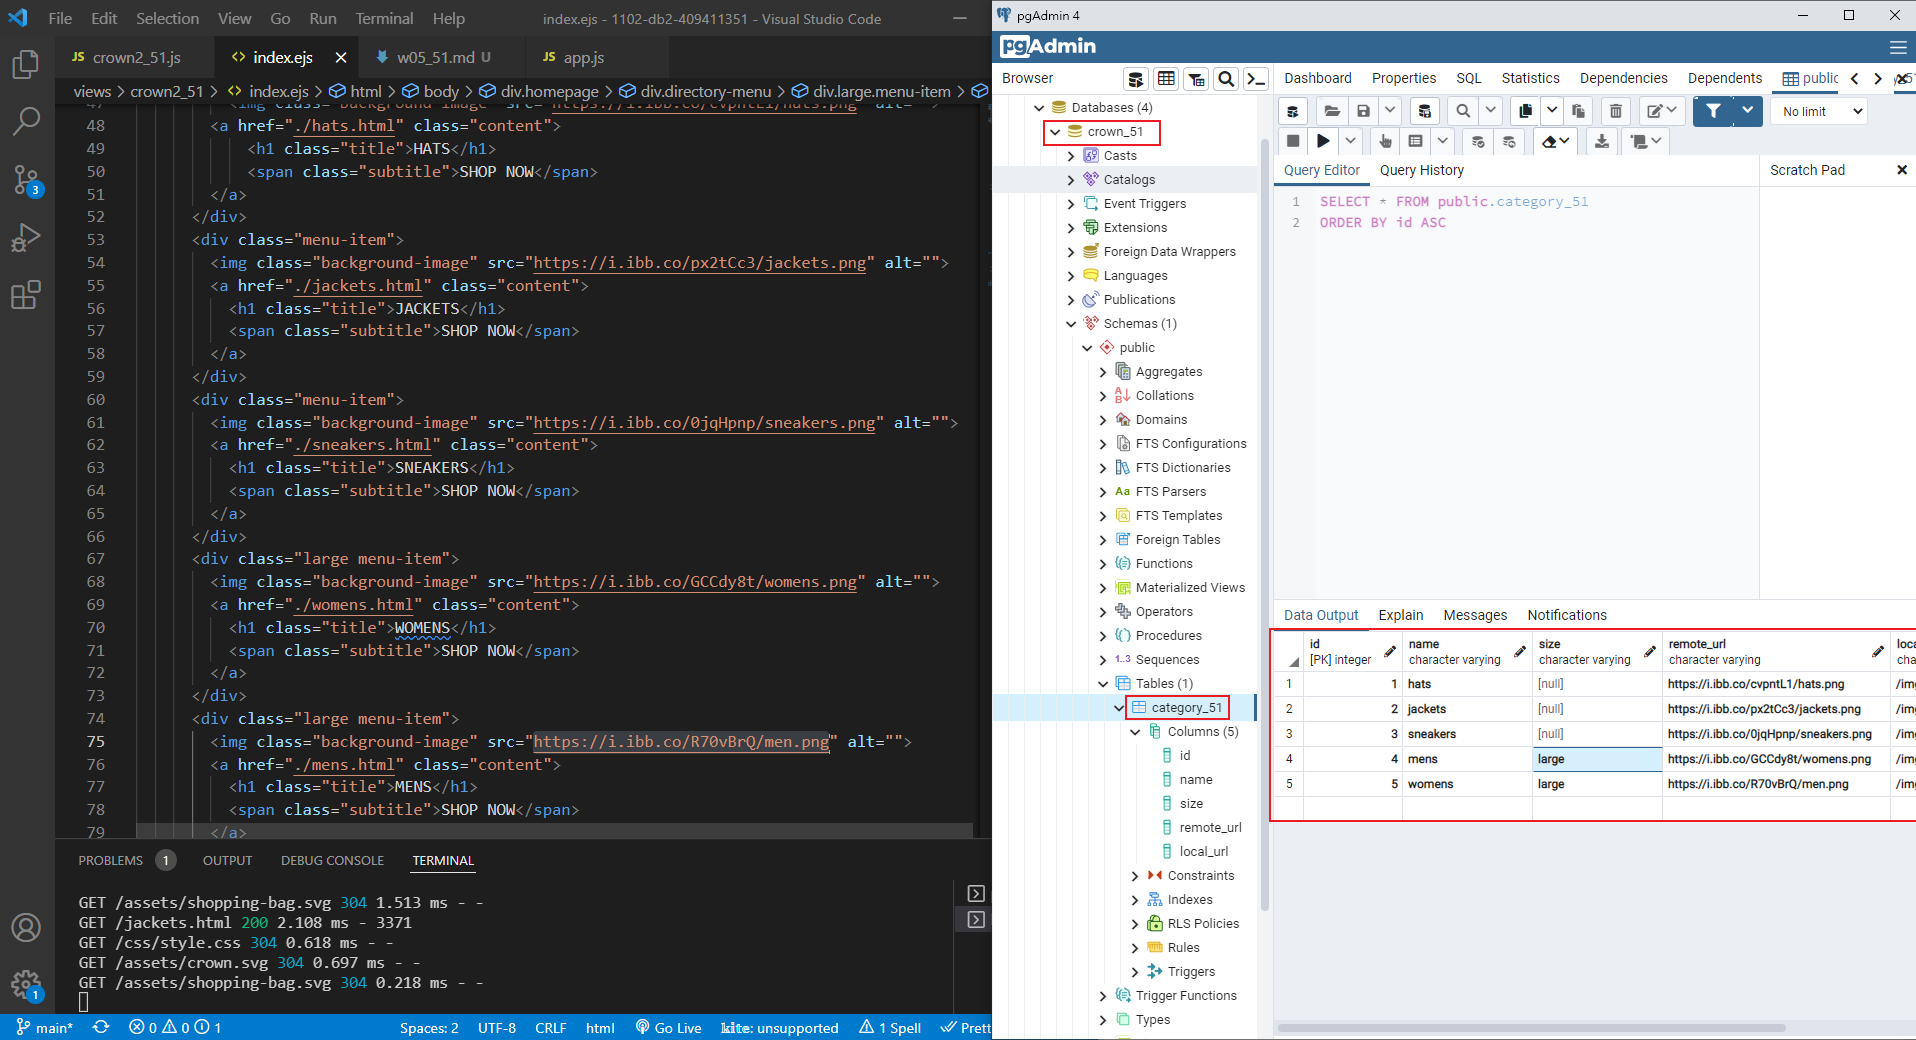 File Edit Selection View Go Run Terminal Help index.ejs - 1102-db2-409411351 - Visual Studio Code
JS crown2_51.js <> index.ejs w05_51.md U JS app.js
views > crown2_51 > <> index.ejs > html > body > div.homepage > div.directory-menu > div.large.menu-item >
47 <img class="background-image" src="https://i.ibb.co/cvpntL1/hats.png" alt="">
48 <a href="./hats.html" class="content">
49 <h1 class="title">HATS</h1>
50 <span class="subtitle">SHOP NOW</span>
51 </a>
52 </div>
53 <div class="menu-item">
54 <img class="background-image" src="https://i.ibb.co/px2tCc3/jackets.png" alt="">
55 <a href="./jackets.html" class="content">
56 <h1 class="title">JACKETS</h1>
57 <span class="subtitle">SHOP NOW</span>
58 </a>
59 </div>
60 <div class="menu-item">
61 <img class="background-image" src="https://i.ibb.co/0jqHpnp/sneakers.png" alt="">
62 <a href="./sneakers.html" class="content">
63 <h1 class="title">SNEAKERS</h1>
64 <span class="subtitle">SHOP NOW</span>
65 </a>
66 </div>
67 <div class="large menu-item">
68 <img class="background-image" src="https://i.ibb.co/GCCdy8t/womens.png" alt="">
69 <a href="./womens.html" class="content">
70 <h1 class="title">WOMENS</h1>
71 <span class="subtitle">SHOP NOW</span>
72 </a>
73 </div>
74 <div class="large menu-item">
75 <img class="background-image" src="https://i.ibb.co/R70vBrQ/men.png" alt="">
76 <a href="./mens.html" class="content">
77 <h1 class="title">MENS</h1>
78 <span class="subtitle">SHOP NOW</span>
79 </a>
PROBLEMS 1 OUTPUT DEBUG CONSOLE TERMINAL
GET /assets/shopping-bag.svg 304 1.513 ms - -
GET /jackets.html 200 2.108 ms - 3371
GET /css/style.css 304 0.618 ms - -
GET /assets/crown.svg 304 0.697 ms - -
GET /assets/shopping-bag.svg 304 0.218 ms - -
3
1
main* 0 0 1 Spaces: 2 UTF-8 CRLF html Go Live kite: unsupported 1 Spell Prett
pgAdmin 4
pgAdmin
Browser
Databases (4)
crown_51
Casts
Catalogs
Event Triggers
Extensions
Foreign Data Wrappers
Languages
Publications
Schemas (1)
public
Aggregates
Collations
Domains
FTS Configurations
FTS Dictionaries
Aa FTS Parsers
FTS Templates
Foreign Tables
Functions
Materialized Views
Operators
Procedures
1..3 Sequences
Tables (1)
category_51
Columns (5)
id
name
size
remote_url
local_url
Constraints
Indexes
RLS Policies
Rules
Triggers
Trigger Functions
Types
Dashboard Properties SQL Statistics Dependencies Dependents public
No limit
Query Editor Query History Scratch Pad
1 SELECT * FROM public.category_51
2 ORDER BY id ASC
Data Output Explain Messages Notifications
id name size remote_url loca
[PK] integer character varying character varying character varying cha
1 1 hats [null] https://i.ibb.co/cvpntL1/hats.png /img
2 2 jackets [null] https://i.ibb.co/px2tCc3/jackets.png /img
3 3 sneakers [null] https://i.ibb.co/0jqHpnp/sneakers.png /img
4 4 mens large https://i.ibb.co/GCCdy8t/womens.png /img
5 5 womens large https://i.ibb.co/R70vBrQ/men.png /img